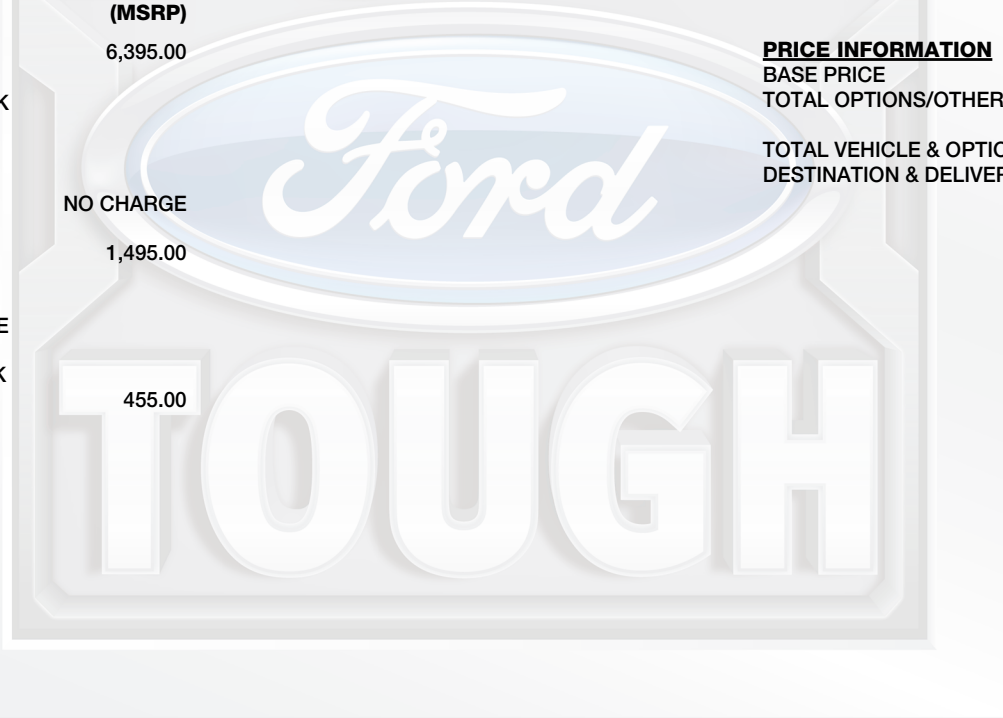 (MSRP)
6,395.00
K
NO CHARGE
1,495.00
E
K
455.00
PRICE INFORMATION
BASE PRICE
TOTAL OPTIONS/OTHER
TOTAL VEHICLE & OPTIO
DESTINATION & DELIVER
Ford
TOUGH